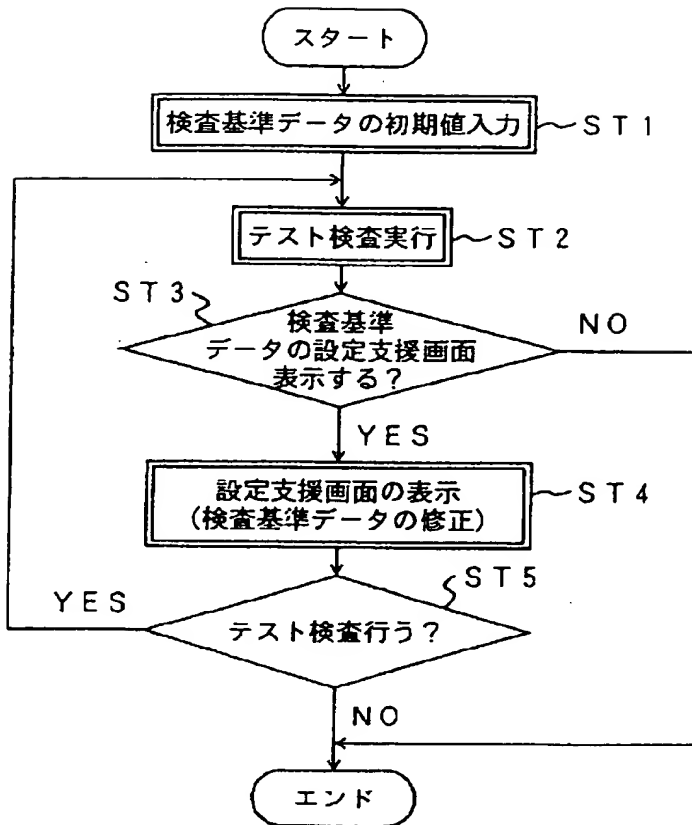 スタート
検査基準データの初期値入力
ST1
テスト検査実行
ST2
ST3
検査基準
データの設定支援画面
表示する？
NO
YES
設定支援画面の表示
(検査基準データの修正)
ST4
ST5
YES
テスト検査行う？
NO
エンド